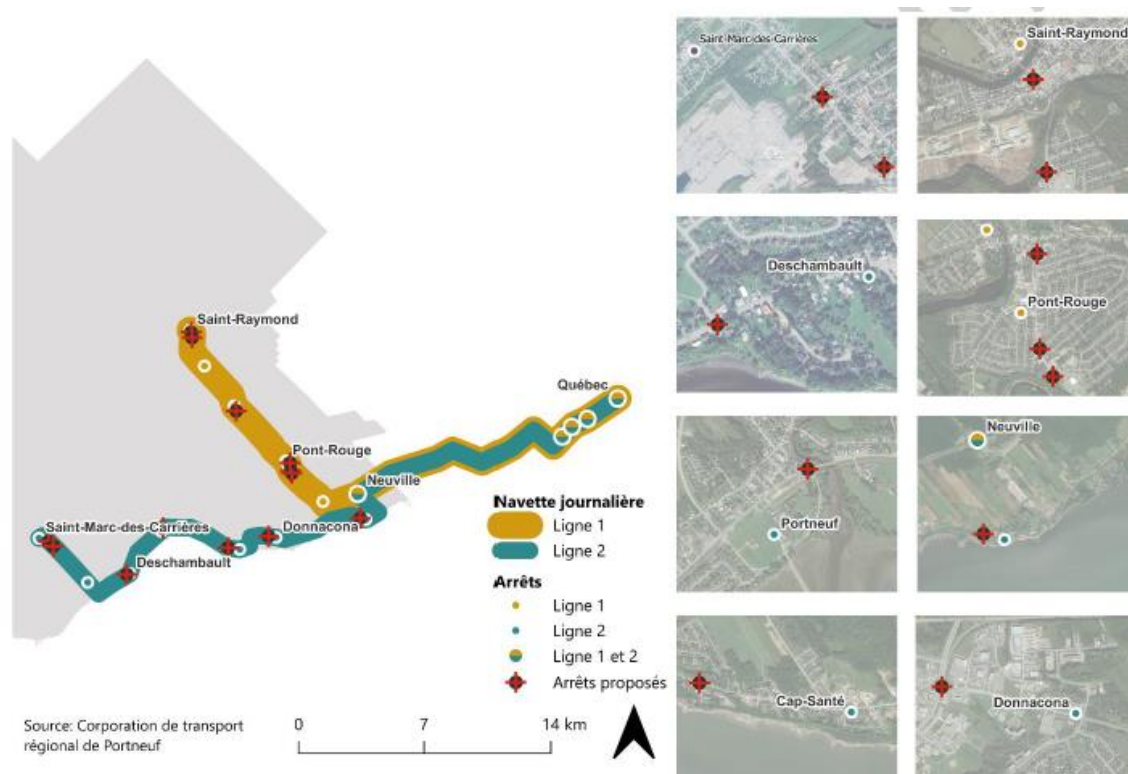 Saint-Raymond
Pont-Rouge
Québec
Neuville
Saint-Marc-des-Carrières
Donnacona
Deschambault
Navette journalière
Ligne 1
Ligne 2
Arrêts
Ligne 1
Ligne 2
Ligne 1 et 2
Arrêts proposés
Source: Corporation de transport
régional de Portneuf
0 7 14 km
Saint-Marc-des-Carrières
Saint-Raymond
Deschambault
Pont-Rouge
Portneuf
Neuville
Cap-Santé
Donnacona